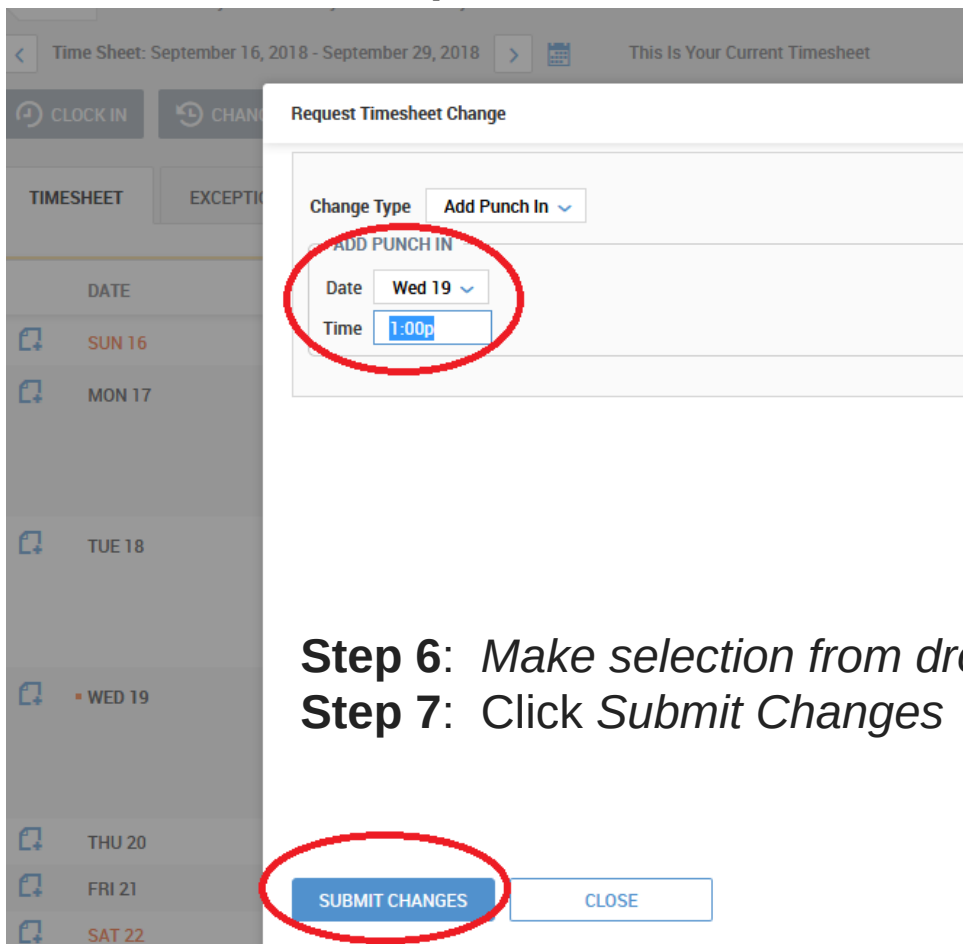 Time Sheet: September 16, 2018 - September 29, 2018 This Is Your Current Timesheet
CLOCK IN
Request Timesheet Change
TIMESHEET
Change Type Add Punch In
ADD PUNCH IN
Date Wed 19
Time 1:00p
DATE
SUN 16
MON 17
TUE 18
Step 6: Make selection from
Step 7: Click Submit Changes
WED 19
THU 20
FRI 21
SAT 22
SUBMIT CHANGES CLOSE